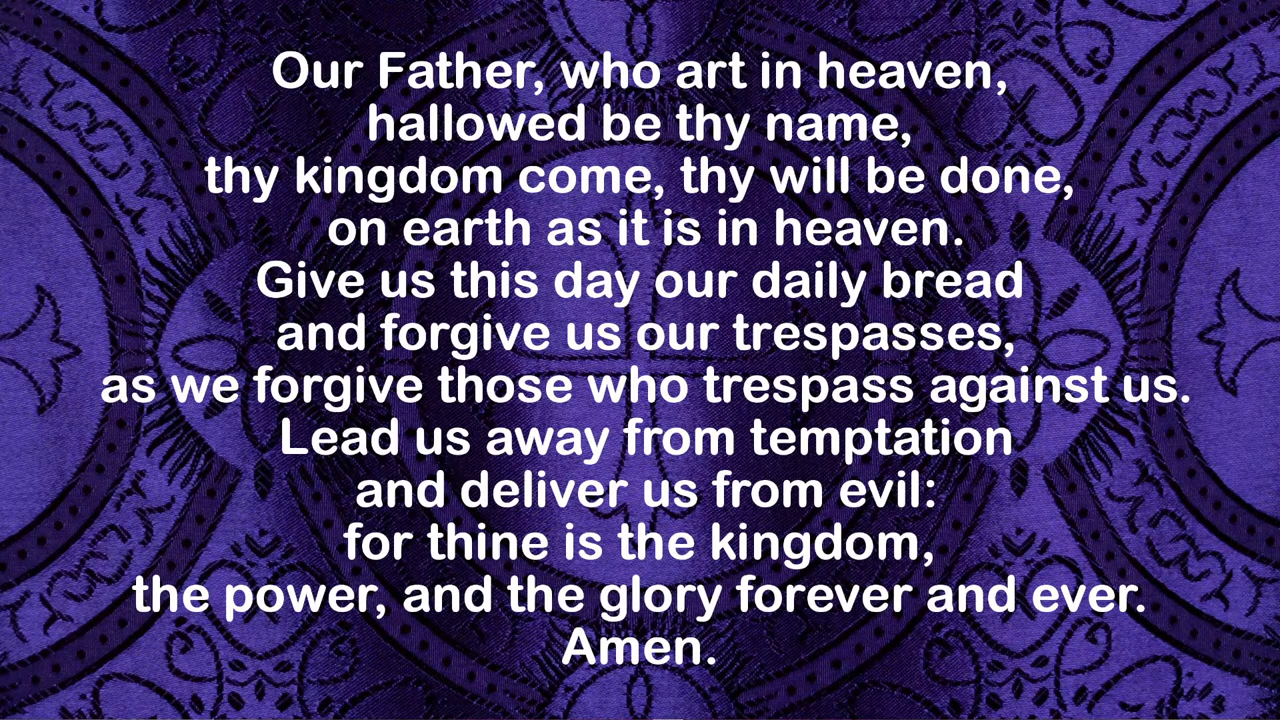 Our Father, who art in heaven,
hallowed be thy name,
thy kingdom come, thy will be done,
on earth as it is in heaven.
Give us this day our daily bread
and forgive us our trespasses,
as we forgive those who trespass against us.
Lead us away from temptation
and deliver us from evil:
for thine is the kingdom,
the power, and the glory forever and ever.
Amen.